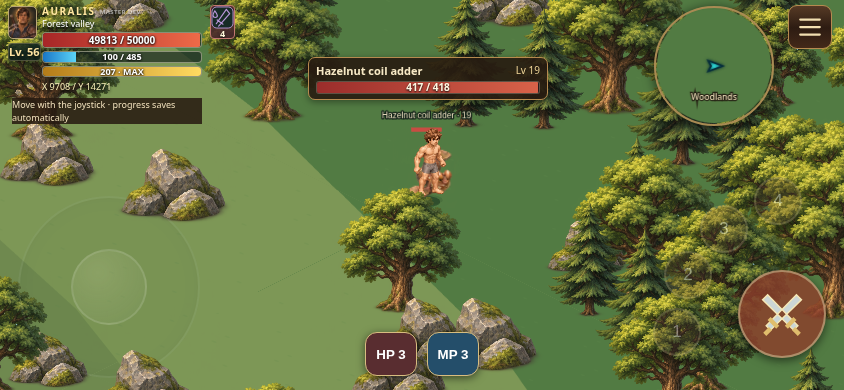 AURALIS
Forest valley
Lv. 56
49813 / 50000
100 / 485
207 · MAX
X 9708 / Y 14271
Move with the joystick · progress saves
automatically
4
Hazelnut coil adder Lv 19
417 / 418
Hazelnut coil adder · 19
Woodlands
4
3
2
1
HP 3
MP 3